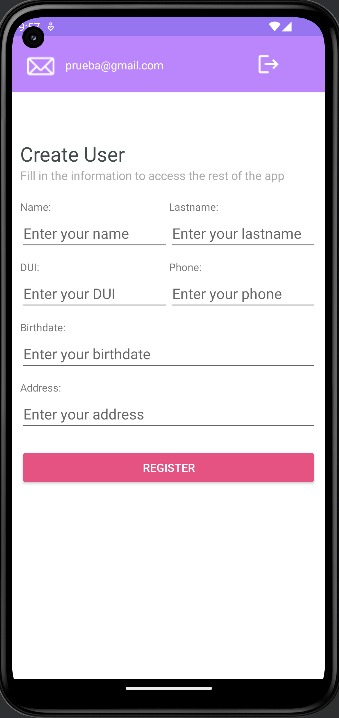 9:57
prueba@gmail.com
Create User
Fill in the information to access the rest of the app
Name: Lastname:
Enter your name Enter your lastname
DUI: Phone:
Enter your DUI Enter your phone
Birthdate:
Enter your birthdate
Address:
Enter your address
REGISTER